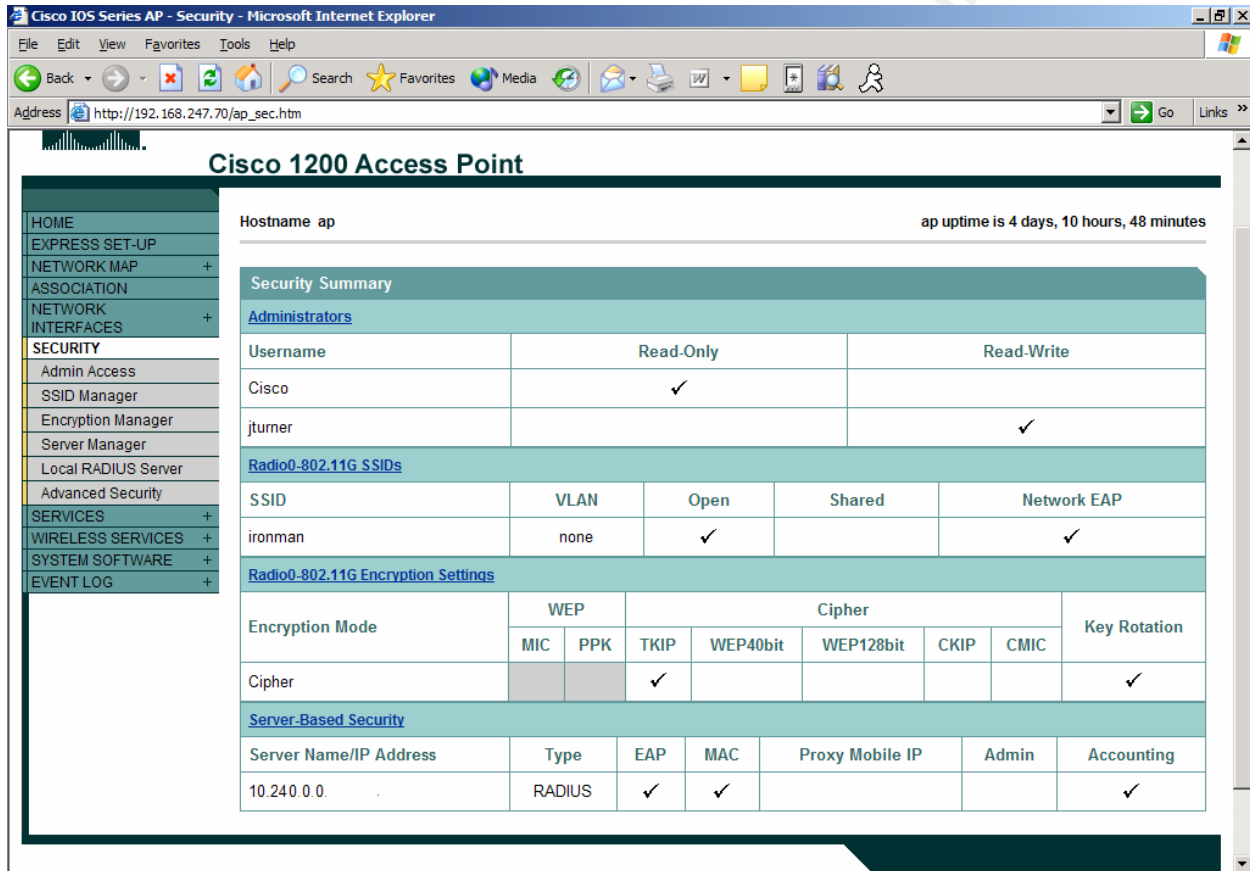 Cisco IOS Series AP - Security - Microsoft Internet Explorer
File Edit View Favorites Tools Help
Back Search Favorites Media
Address http://192.168.247.70/ap_sec.htm Go Links »
Cisco 1200 Access Point
HOME
EXPRESS SET-UP
NETWORK MAP +
ASSOCIATION
NETWORK
INTERFACES +
SECURITY
Admin Access
SSID Manager
Encryption Manager
Server Manager
Local RADIUS Server
Advanced Security
SERVICES +
WIRELESS SERVICES +
SYSTEM SOFTWARE +
EVENT LOG +
Hostname ap ap uptime is 4 days, 10 hours, 48 minutes
Security Summary
Administrators
Username Read-Only Read-Write
Cisco ✓
jturner ✓
Radio0-802.11G SSIDs
SSID VLAN Open Shared Network EAP
ironman none ✓ ✓
Radio0-802.11G Encryption Settings
Encryption Mode WEP Cipher Key Rotation
MIC PPK TKIP WEP40bit WEP128bit CKIP CMIC
Cipher ✓ ✓
Server-Based Security
Server Name/IP Address Type EAP MAC Proxy Mobile IP Admin Accounting
10.240.0.0. RADIUS ✓ ✓ ✓